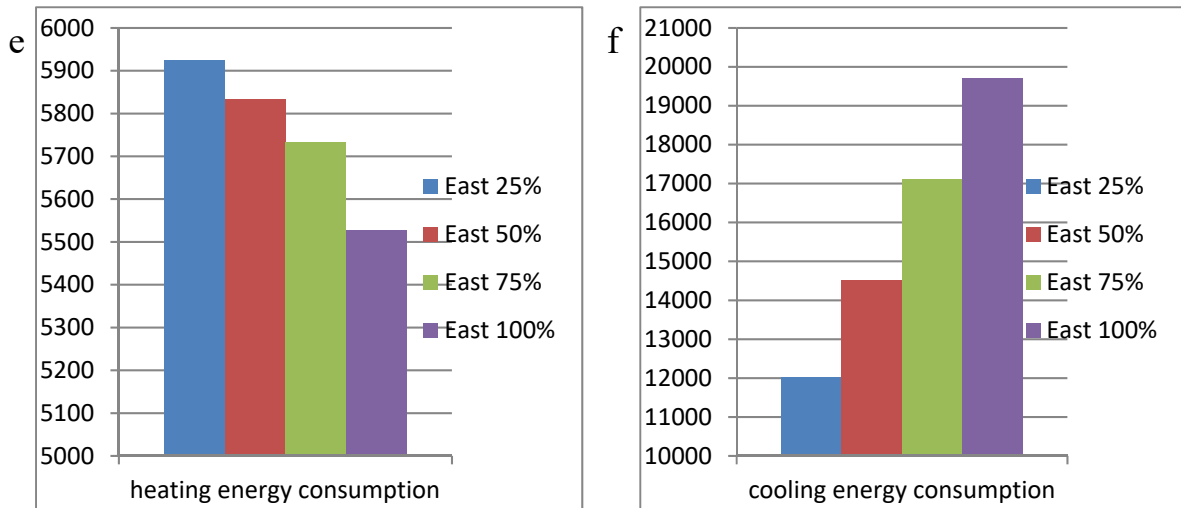 e
6000
5900
5800
5700
5600
5500
5400
5300
5200
5100
5000
East 25%
East 50%
East 75%
East 100%
heating energy consumption
f
21000
20000
19000
18000
17000
16000
15000
14000
13000
12000
11000
10000
East 25%
East 50%
East 75%
East 100%
cooling energy consumption